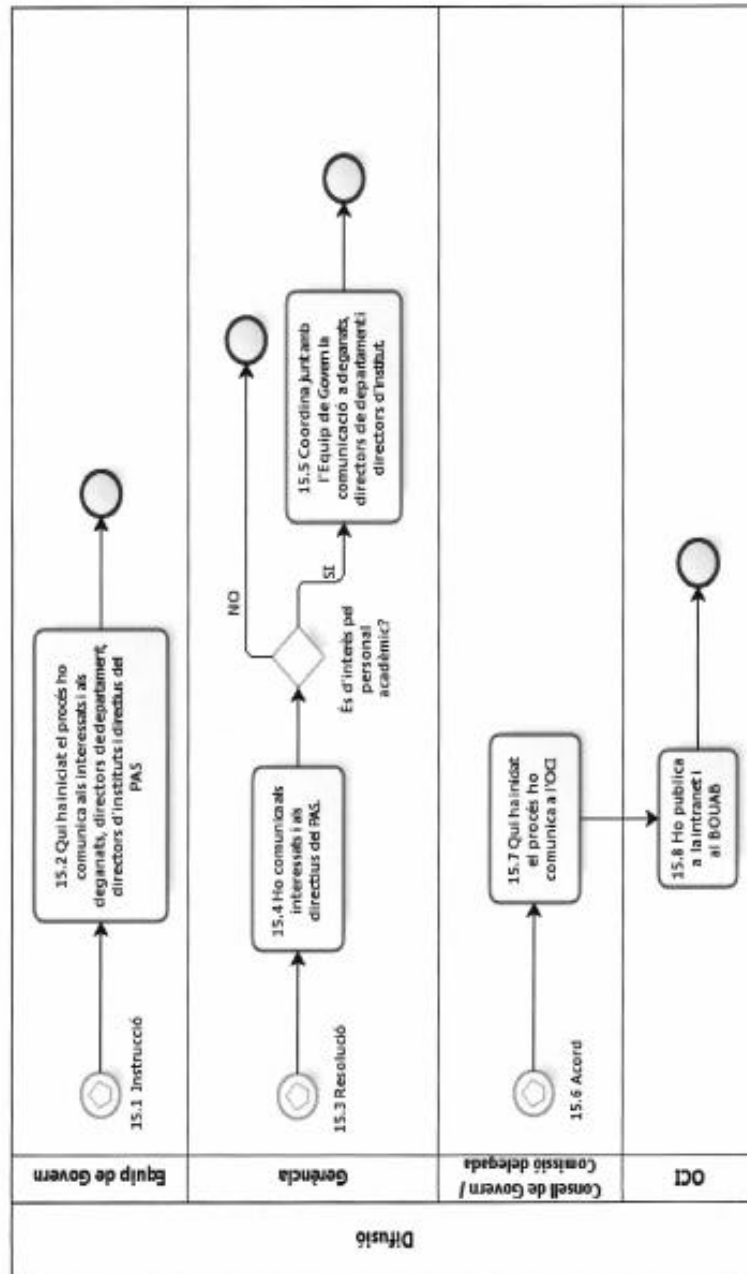 Difusió
Equip de Govern
15.1 Instrucció
15.2 Qui ha iniciat el procés ho
comunica als interessats i als
deganats, directors de departament,
directors d'instituts i directius del
PAS
Gerència
15.3 Resolució
15.4 Ho comunica als
interessats i als
directius del PAS.
És d'interès pel
personal
acadèmic?
NO
SI
15.5 Coordina junt amb
l'Equip de Govern la
comunicació a deganats,
directors de departament i
directors d'institut.
Consell de Govern /
Comisió delegada
15.6 Acord
15.7 Qui ha iniciat
el procés ho
comunica a l'OCI
OCI
15.8 Ho publica
a la intranet i
al BOUAB